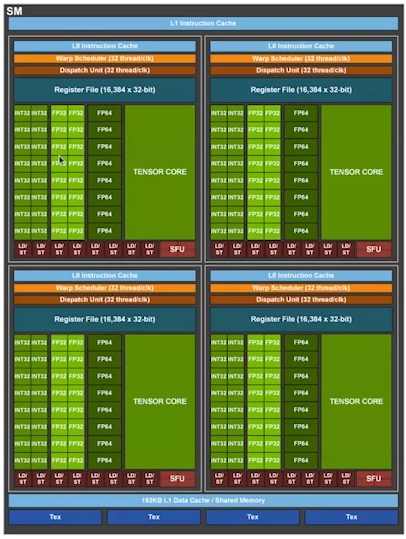 SM
L1 Instruction Cache
L0 Instruction Cache
Warp Scheduler (32 thread/clk)
Dispatch Unit (32 thread/clk)
Register File (16,384 x 32-bit)
INT32 INT32 FP32 FP32 FP64
INT32 INT32 FP32 FP32 FP64
INT32 INT32 FP32 FP32 FP64
INT32 INT32 FP32 FP32 FP64
TENSOR CORE
INT32 INT32 FP32 FP32 FP64
INT32 INT32 FP32 FP32 FP64
INT32 INT32 FP32 FP32 FP64
INT32 INT32 FP32 FP32 FP64
LD/ LD/ LD/ LD/ LD/ LD/ LD/ LD/
ST ST ST ST ST ST ST ST
SFU
L0 Instruction Cache
Warp Scheduler (32 thread/clk)
Dispatch Unit (32 thread/clk)
Register File (16,384 x 32-bit)
INT32 INT32 FP32 FP32 FP64
INT32 INT32 FP32 FP32 FP64
INT32 INT32 FP32 FP32 FP64
INT32 INT32 FP32 FP32 FP64
TENSOR CORE
INT32 INT32 FP32 FP32 FP64
INT32 INT32 FP32 FP32 FP64
INT32 INT32 FP32 FP32 FP64
INT32 INT32 FP32 FP32 FP64
LD/ LD/ LD/ LD/ LD/ LD/ LD/ LD/
ST ST ST ST ST ST ST ST
SFU
L0 Instruction Cache
Warp Scheduler (32 thread/clk)
Dispatch Unit (32 thread/clk)
Register File (16,384 x 32-bit)
INT32 INT32 FP32 FP32 FP64
INT32 INT32 FP32 FP32 FP64
INT32 INT32 FP32 FP32 FP64
INT32 INT32 FP32 FP32 FP64
TENSOR CORE
INT32 INT32 FP32 FP32 FP64
INT32 INT32 FP32 FP32 FP64
INT32 INT32 FP32 FP32 FP64
INT32 INT32 FP32 FP32 FP64
LD/ LD/ LD/ LD/ LD/ LD/ LD/ LD/
ST ST ST ST ST ST ST ST
SFU
L0 Instruction Cache
Warp Scheduler (32 thread/clk)
Dispatch Unit (32 thread/clk)
Register File (16,384 x 32-bit)
INT32 INT32 FP32 FP32 FP64
INT32 INT32 FP32 FP32 FP64
INT32 INT32 FP32 FP32 FP64
INT32 INT32 FP32 FP32 FP64
TENSOR CORE
INT32 INT32 FP32 FP32 FP64
INT32 INT32 FP32 FP32 FP64
INT32 INT32 FP32 FP32 FP64
INT32 INT32 FP32 FP32 FP64
LD/ LD/ LD/ LD/ LD/ LD/ LD/ LD/
ST ST ST ST ST ST ST ST
SFU
192KB L1 Data Cache / Shared Memory
Tex Tex Tex Tex